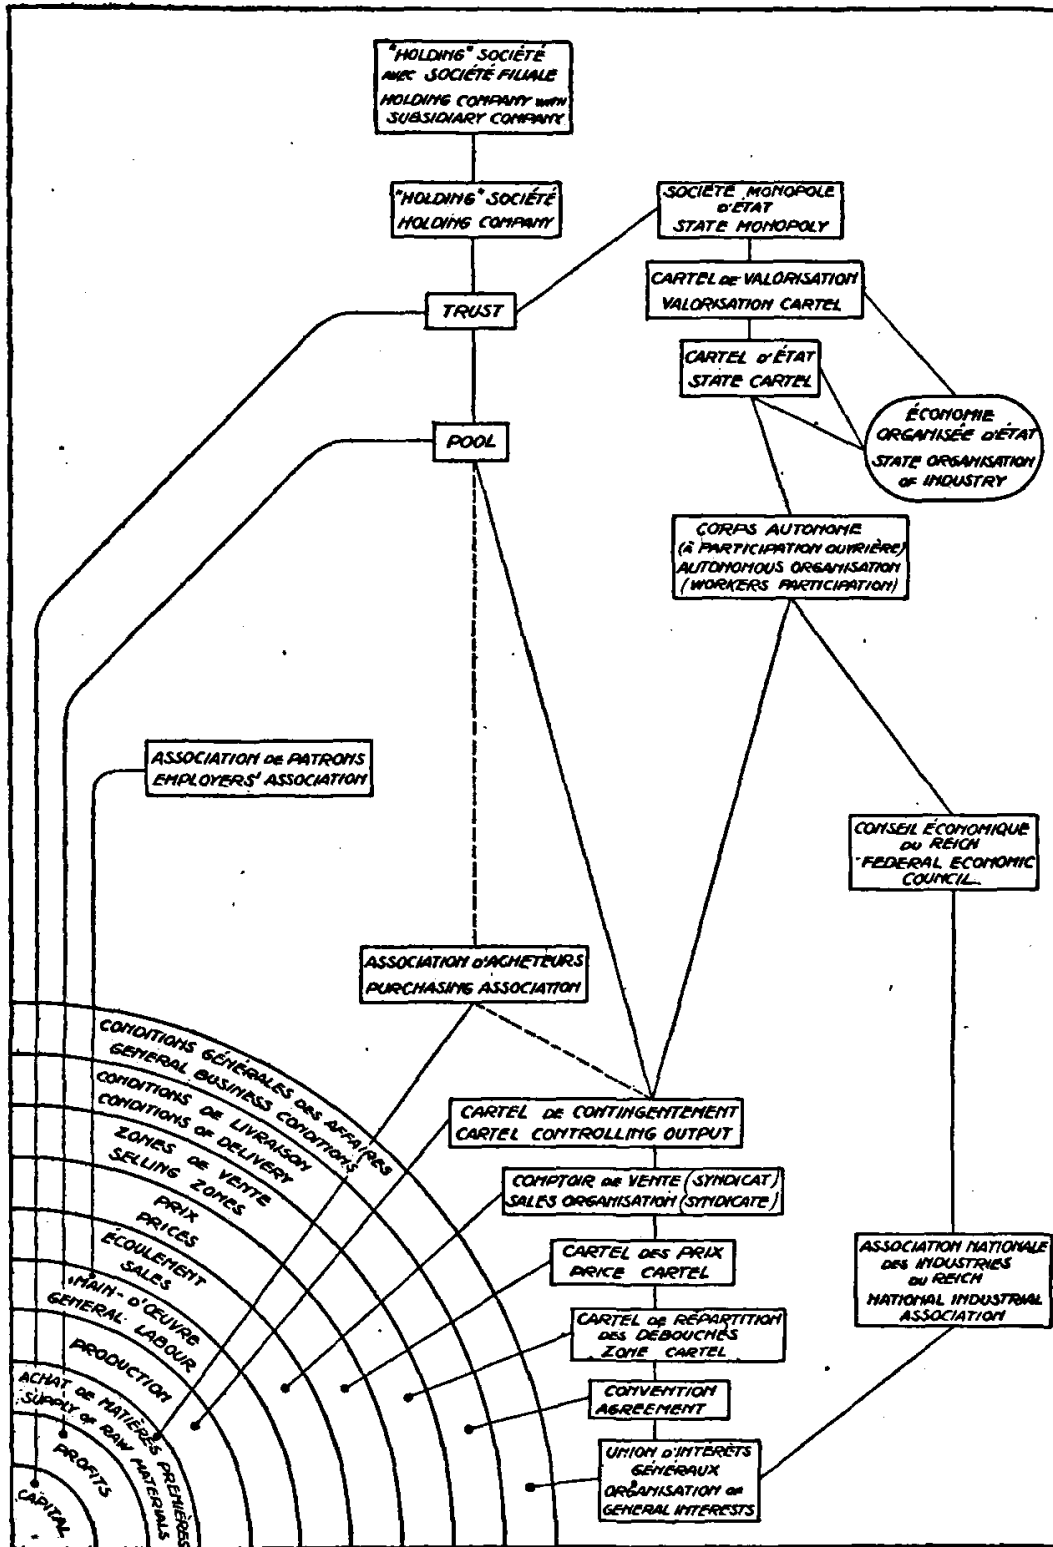 "HOLDING" SOCIÉTÉ
AVEC SOCIÉTÉ FILIALE
HOLDING COMPANY WITH
SUBSIDIARY COMPANY
"HOLDING" SOCIÉTÉ
HOLDING COMPANY
SOCIÉTÉ MONOPOLE
D'ÉTAT
STATE MONOPOLY
CARTEL DE VALORISATION
VALORISATION CARTEL
TRUST
CARTEL D'ÉTAT
STATE CARTEL
ÉCONOMIE
ORGANISÉE D'ÉTAT
STATE ORGANISATION
OF INDUSTRY
POOL
CORPS AUTONOME
(À PARTICIPATION OUVRIÈRE)
AUTONOMOUS ORGANISATION
(WORKERS PARTICIPATION)
ASSOCIATION DE PATRONS
EMPLOYERS' ASSOCIATION
CONSEIL ÉCONOMIQUE
DU REICH
FEDERAL ECONOMIC
COUNCIL
ASSOCIATION D'ACHETEURS
PURCHASING ASSOCIATION
CARTEL DE CONTINGENTEMENT
CARTEL CONTROLLING OUTPUT
COMPTOIR DE VENTE (SYNDICAT)
SALES ORGANISATION (SYNDICATE)
CARTEL DES PRIX
PRICE CARTEL
CARTEL DE RÉPARTITION
DES DÉBOUCHÉS
ZONE CARTEL
CONVENTION
AGREEMENT
UNION D'INTÉRÊTS
GÉNÉRAUX
ORGANISATION OF
GENERAL INTERESTS
ASSOCIATION NATIONALE
DES INDUSTRIES
DU REICH
NATIONAL INDUSTRIAL
ASSOCIATION
CONDITIONS GÉNÉRALES DES AFFAIRES
GENERAL BUSINESS CONDITIONS
CONDITIONS DE LIVRAISON
CONDITIONS OF DELIVERY
ZONES DE VENTE
SELLING ZONES
PRIX
PRICES
ÉCOULEMENT
SALES
MAIN-D'ŒUVRE
GENERAL LABOUR
PRODUCTION
ACHAT DE MATIÈRES PREMIÈRES
SUPPLY OF RAW MATERIALS
PROFITS
CAPITAL